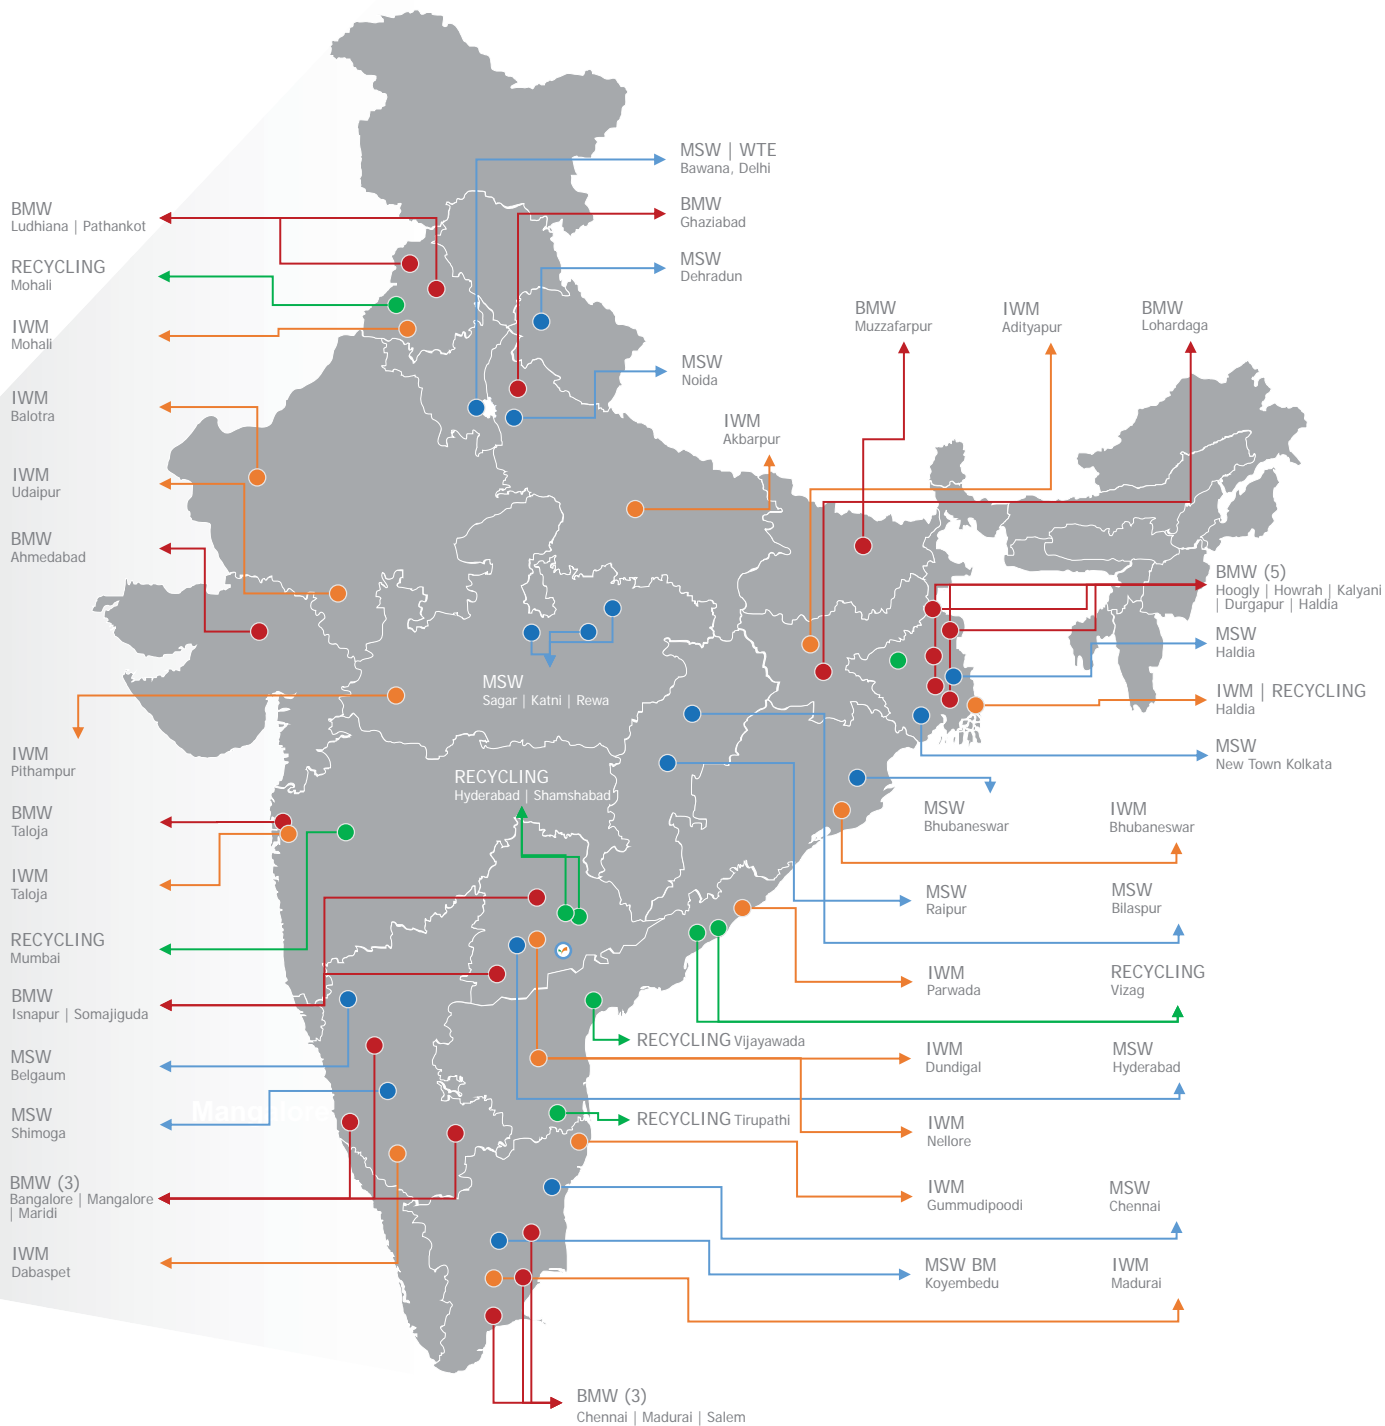 MSW | WTE
Bawana, Delhi
BMW
Ludhiana | Pathankot
BMW
Ghaziabad
RECYCLING
Mohali
MSW
Dehradun
IWM
Mohali
BMW
Muzzafarpur
IWM
Adityapur
BMW
Lohardaga
MSW
Noida
IWM
Balotra
IWM
Akbarpur
IWM
Udaipur
BMW
Ahmedabad
BMW (5)
Hoogly | Howrah | Kalyani
| Durgapur | Haldia
MSW
Haldia
MSW
Sagar | Katni | Rewa
IWM | RECYCLING
Haldia
IWM
Pithampur
MSW
New Town Kolkata
RECYCLING
Hyderabad | Shamshabad
BMW
Taloja
MSW
Bhubaneswar
IWM
Bhubaneswar
IWM
Taloja
MSW
Raipur
MSW
Bilaspur
RECYCLING
Mumbai
IWM
Parwada
RECYCLING
Vizag
BMW
Isnapur | Somajiguda
RECYCLING Vijayawada
MSW
Belgaum
IWM
Dundigal
MSW
Hyderabad
MSW
Shimoga
Mangalore
RECYCLING Tirupathi
IWM
Nellore
BMW (3)
Bangalore | Mangalore
| Maridi
IWM
Gummudipoodi
MSW
Chennai
IWM
Dabaspet
MSW BM
Koyembedu
IWM
Madurai
BMW (3)
Chennai | Madurai | Salem